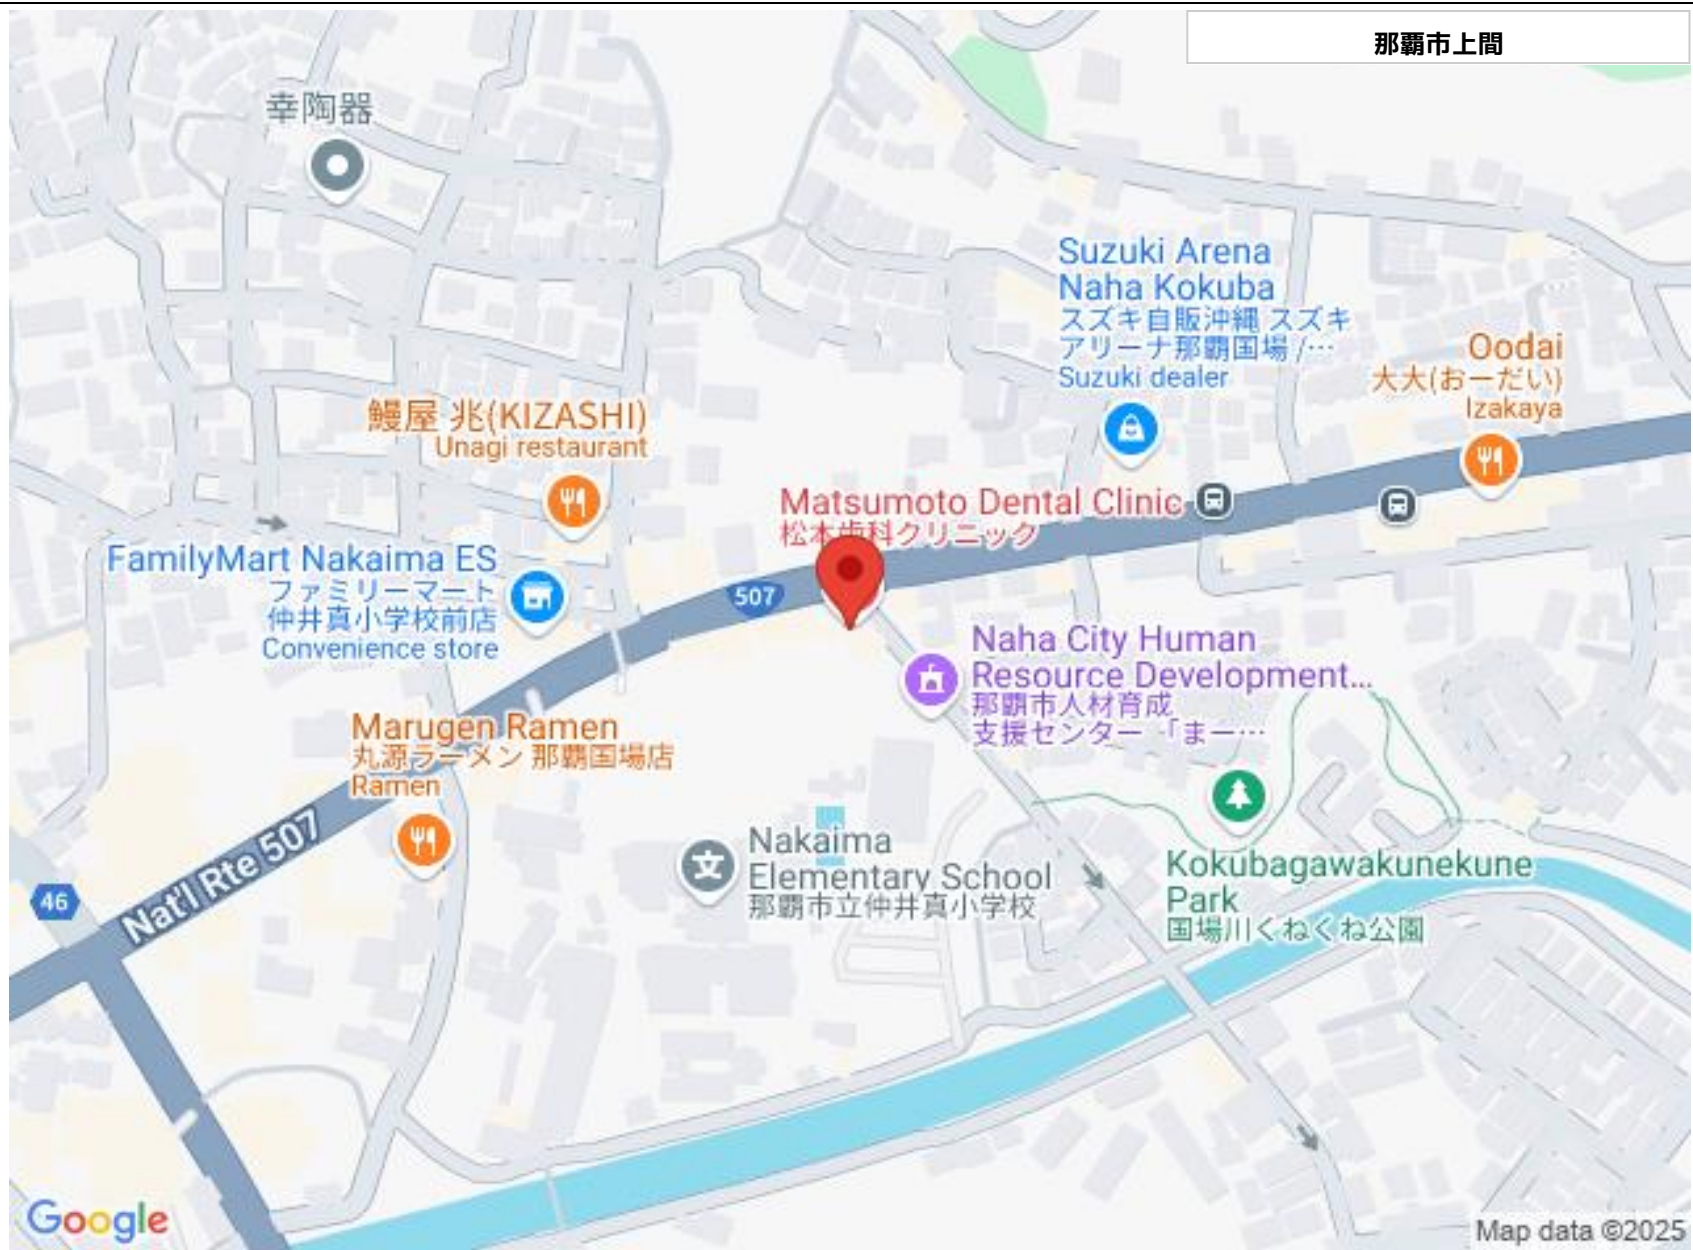 那覇市上間
幸陶器
Suzuki Arena
Naha Kokuba
スズキ自販沖縄 スズキ
アリーナ那覇国場 /…
Suzuki dealer
Oodai
大大(おーだい)
Izakaya
鰻屋 兆(KIZASHI)
Unagi restaurant
Matsumoto Dental Clinic
松本歯科クリニック
FamilyMart Nakaima ES
ファミリーマート
仲井真小学校前店
Convenience store
507
Naha City Human
Resource Development...
那覇市人材育成
支援センター「まー…
Marugen Ramen
丸源ラーメン 那覇国場店
Ramen
Nat'l Rte 507
46
文
Nakaima
Elementary School
那覇市立仲井真小学校
Kokubagawakunekune
Park
国場川くねくね公園
Google
Map data ©2025